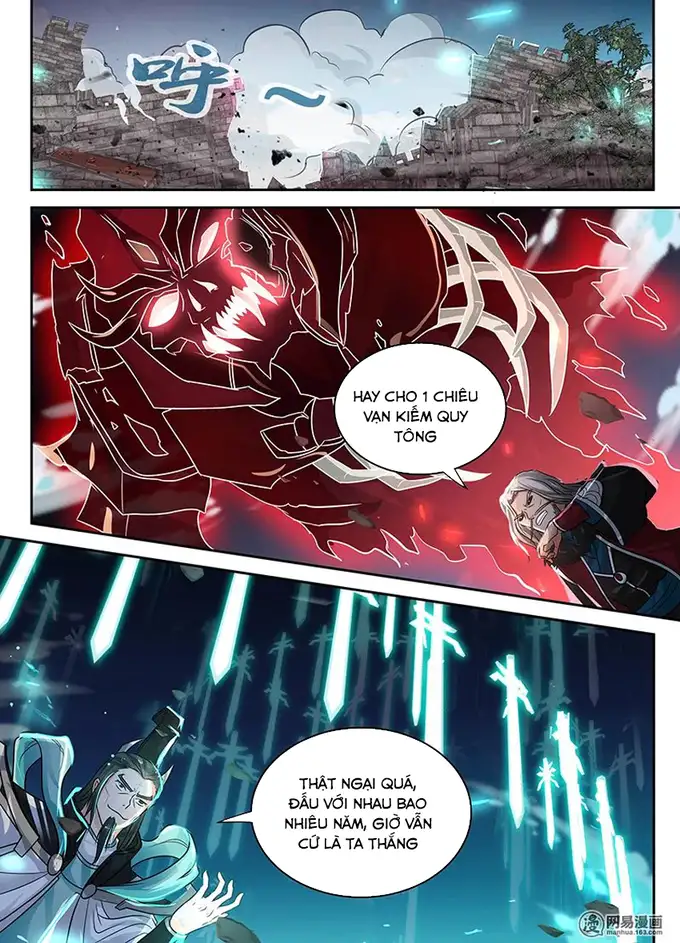 呼~
HAY CHO 1 CHIÊU
VẠN KIẾM QUY
TÔNG
THẬT NGẠI QUÁ,
ĐẤU VỚI NHAU BAO
NHIÊU NĂM, GIỜ VẪN
CỨ LÀ TA THẮNG
漫 网易漫画
manhua.163.com